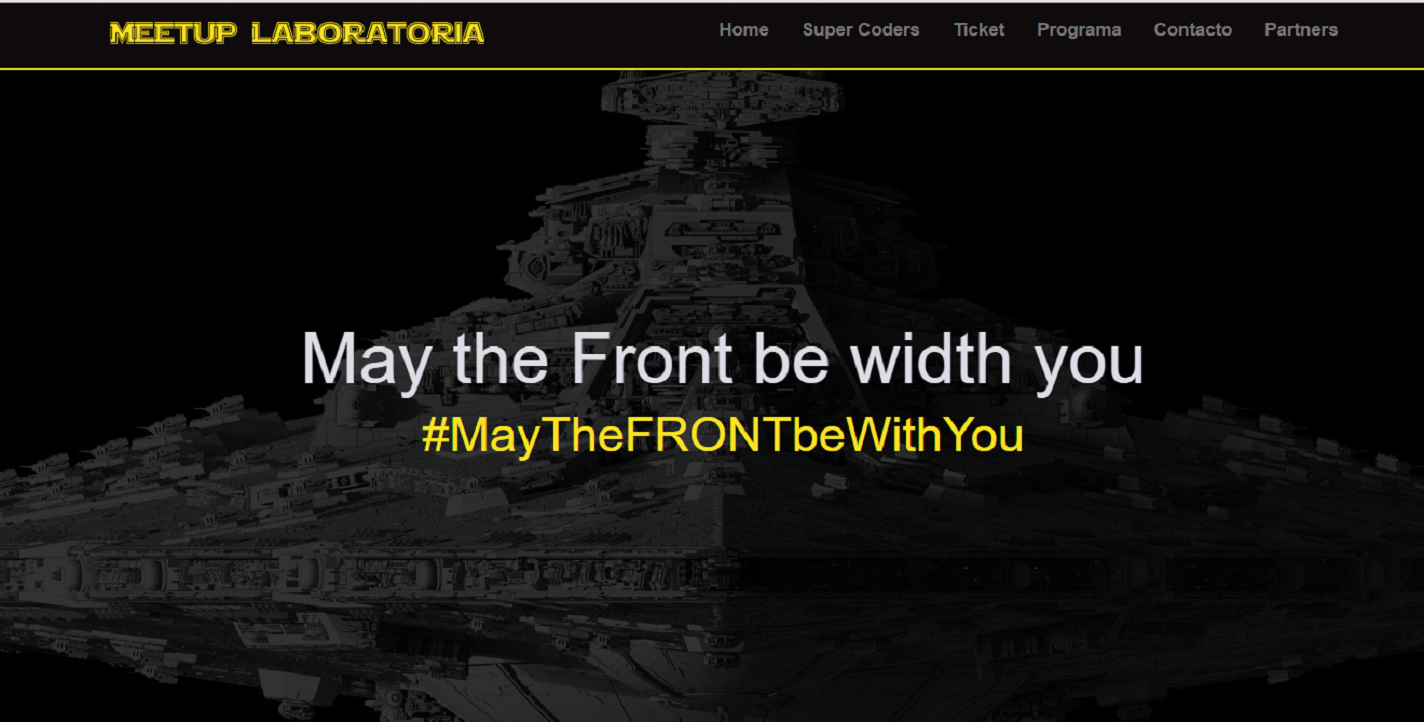 MEETUP LABORATORIA
Home Super Coders Ticket Programa Contacto Partners
May the Front be width you
#MayTheFRONTbeWithYou